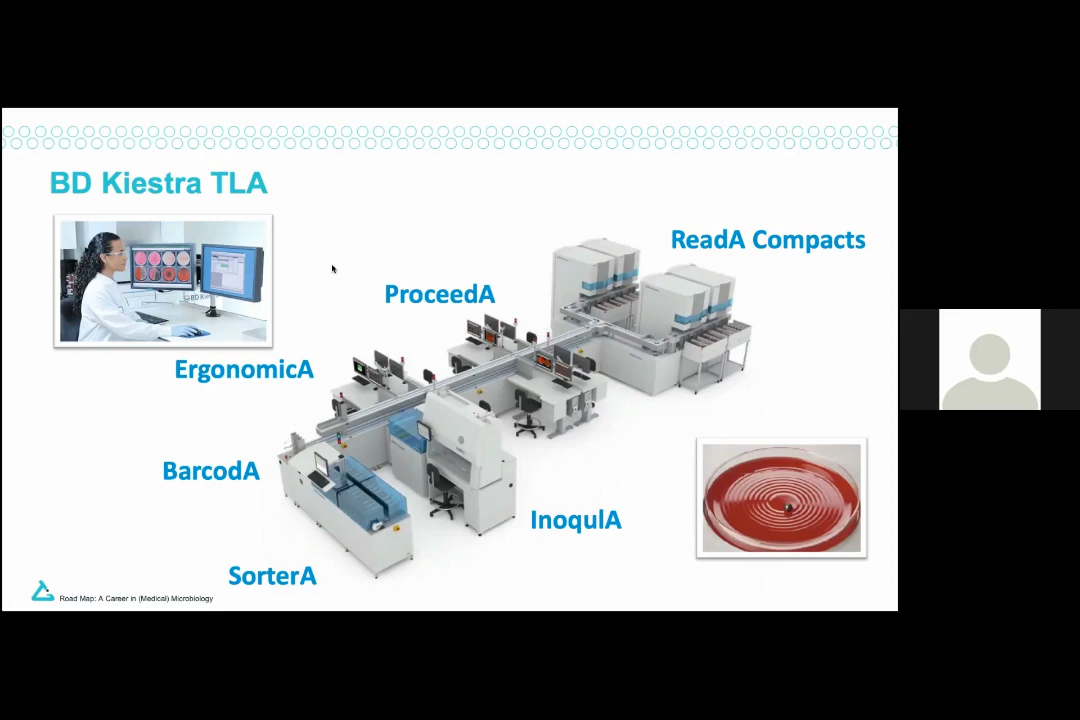 BD Kiestra TLA
ReadA Compacts
ProceedA
ErgonomicA
BarcodA
InoqulA
SorterA
Road Map: A Career in (Medical) Microbiology